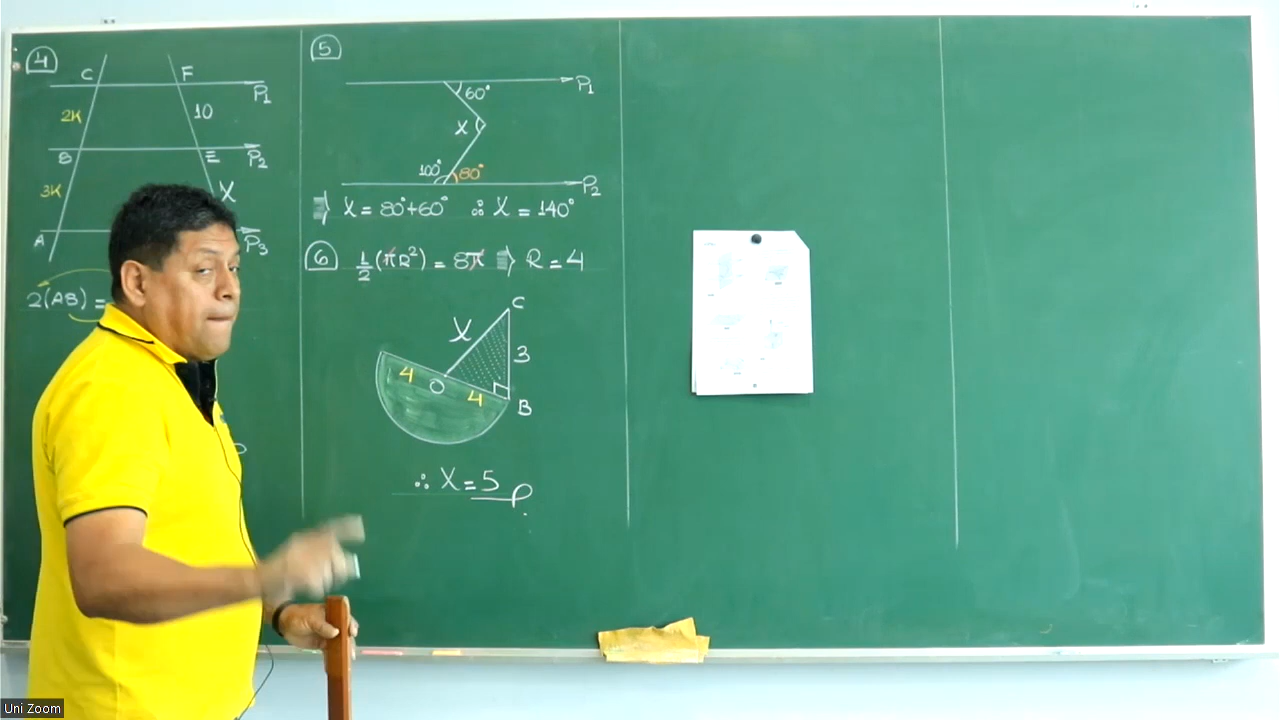 4
C F
P₁
2K 10
B E P₂
3K X
A P₃
2(AB) =
5
P₁
60°
X
100° 80°
P₂
⇒ X = 80°+60° ∴ X = 140°
6 1/2(πR²) = 8π ⇒ R = 4
C
X
3
4 O 4
B
∴ X = 5
Uni Zoom